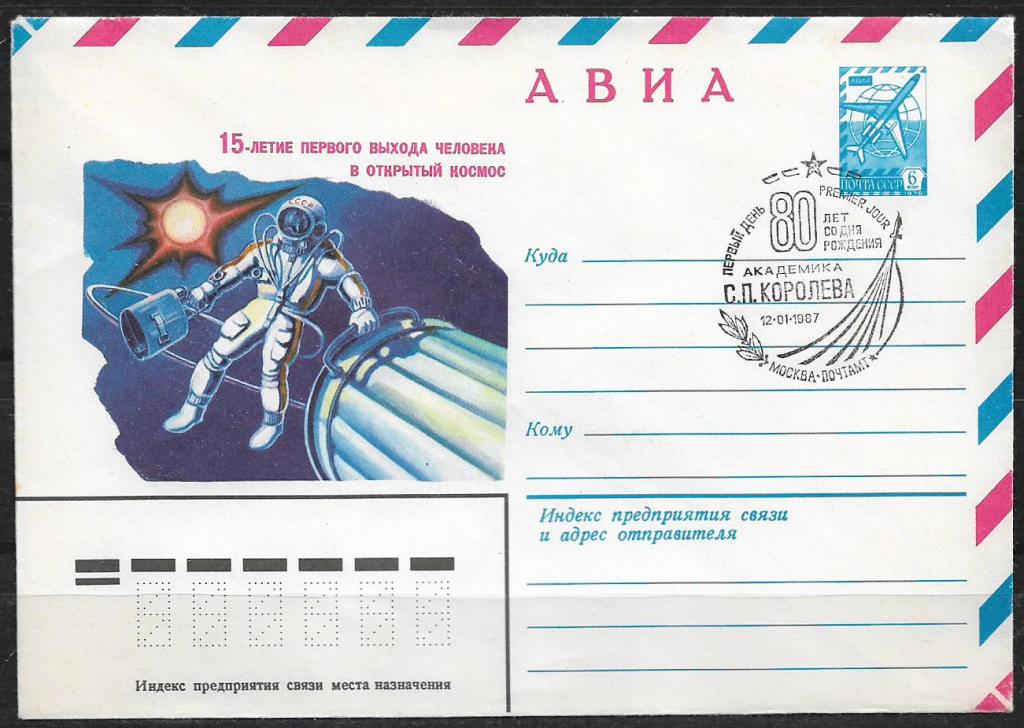 АВИА
15-ЛЕТИЕ ПЕРВОГО ВЫХОДА ЧЕЛОВЕКА
В ОТКРЫТЫЙ КОСМОС
СССР
АВИА
ПОЧТА СССР
6
КОП
1976
ПЕРВЫЙ ДЕНЬ
PREMIER JOUR
80 ЛЕТ
СО ДНЯ
РОЖДЕНИЯ
АКАДЕМИКА
С.П. КОРОЛЕВА
12·01·1987
МОСКВА·ПОЧТАМТ
Куда
Кому
Индекс предприятия связи
и адрес отправителя
Индекс предприятия связи места назначения